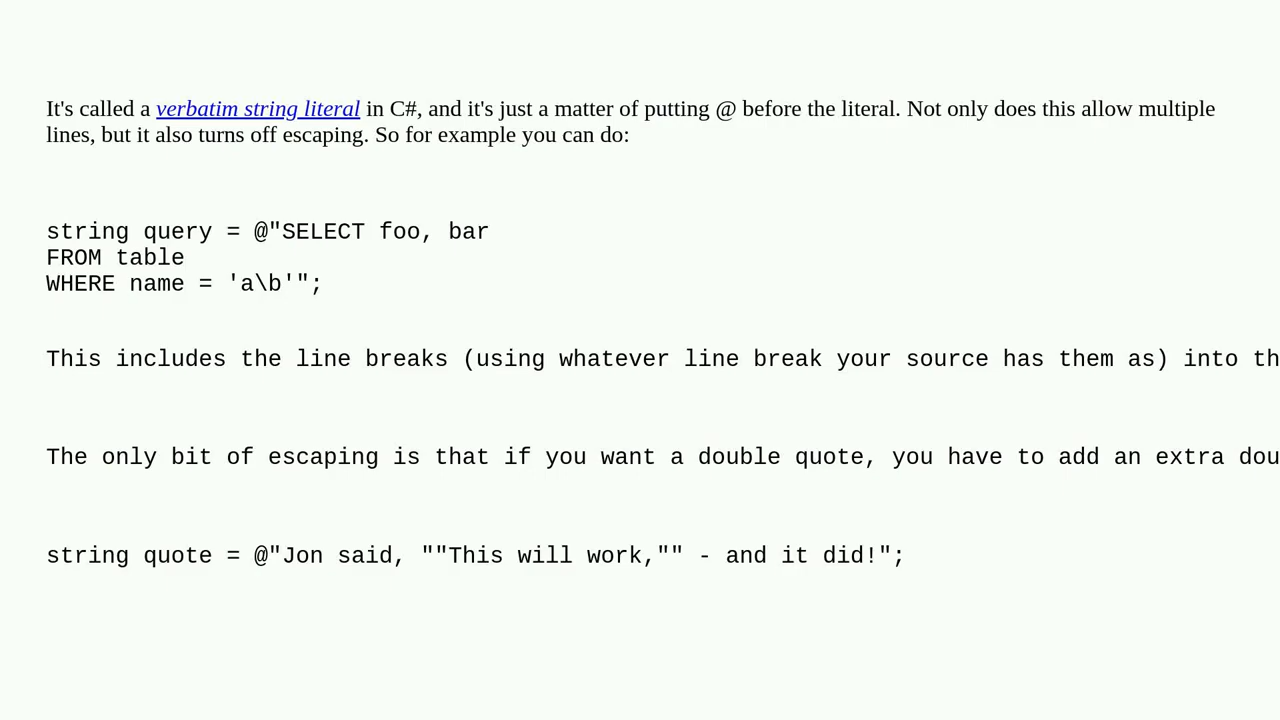 It's called a verbatim string literal in C#, and it's just a matter of putting @ before the literal. Not only does this allow multiple
lines, but it also turns off escaping. So for example you can do:
string query = @"SELECT foo, bar
FROM table
WHERE name = 'a\b'";
This includes the line breaks (using whatever line break your source has them as) into
The only bit of escaping is that if you want a double quote, you have to add an extra
string quote = @"Jon said, ""This will work,"" - and it did!";